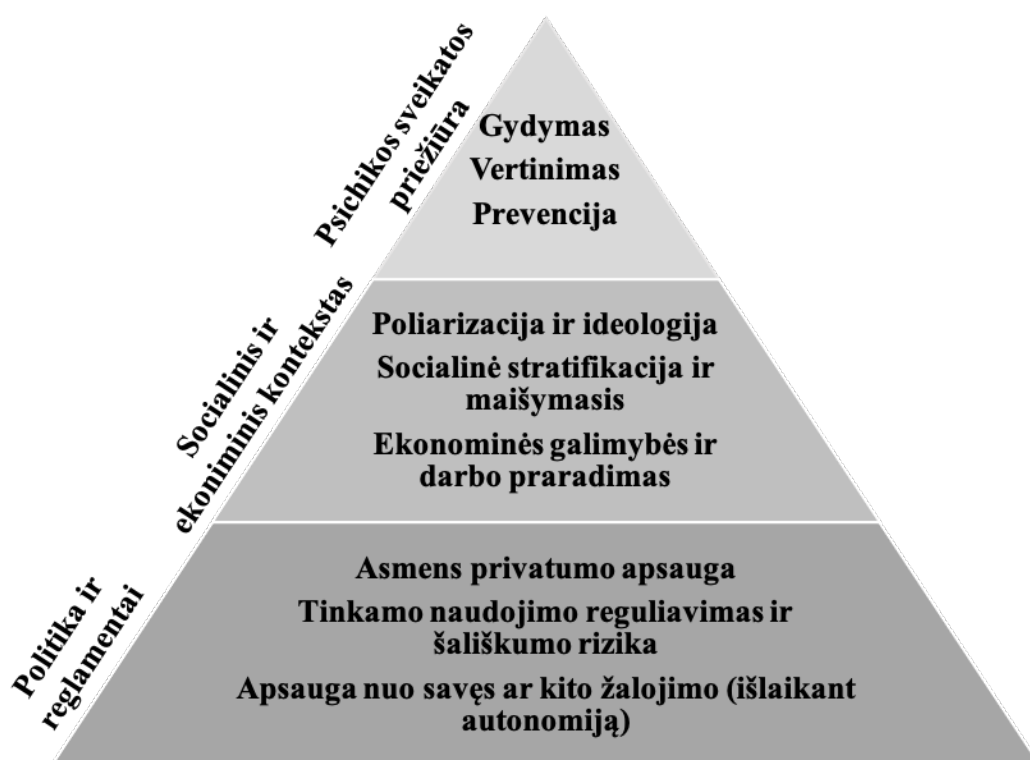 Psichikos sveikatos
priežiūra
Gydymas
Vertinimas
Prevencija
Socialinis ir
ekoniminis kontekstas
Poliarizacija ir ideologija
Socialinė stratifikacija ir
maišymasis
Ekonominės galimybės ir
darbo praradimas
Politika ir
reglamentai
Asmens privatumo apsauga
Tinkamo naudojimo reguliavimas ir
šališkumo rizika
Apsauga nuo savęs ar kito žalojimo (išlaikant
autonomiją)